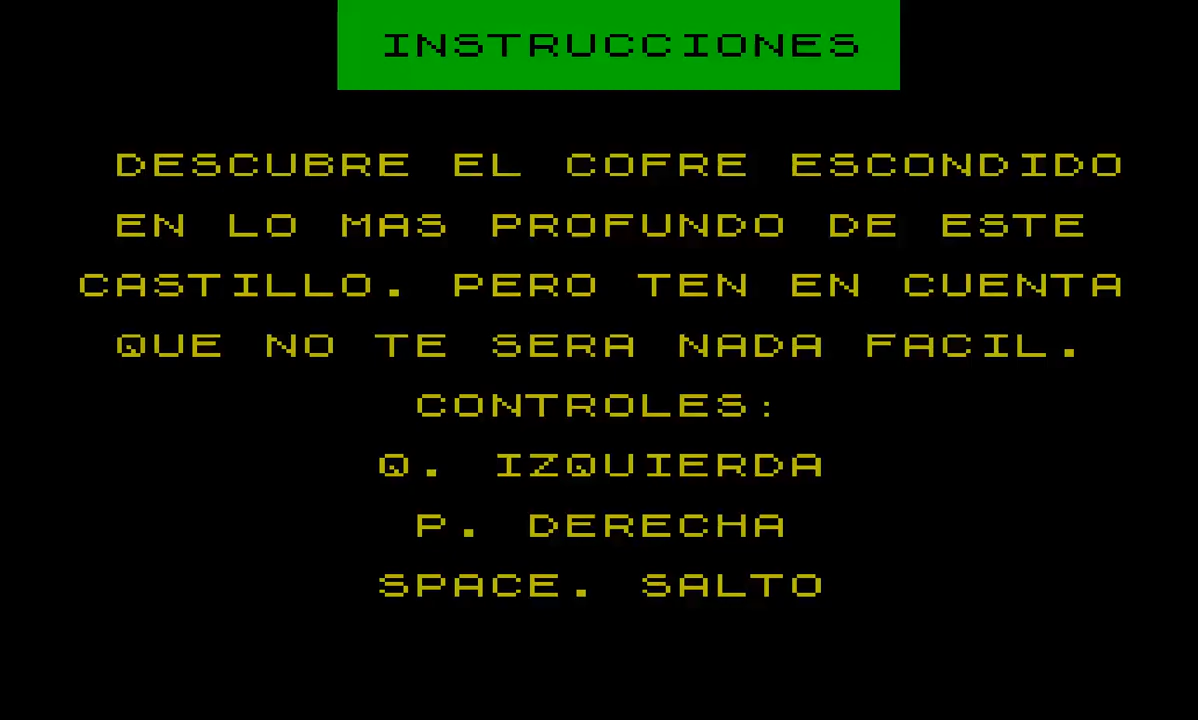 INSTRUCCIONES
DESCUBRE EL COFRE ESCONDIDO
EN LO MAS PROFUNDO DE ESTE
CASTILLO. PERO TEN EN CUENTA
QUE NO TE SERA NADA FACIL.
CONTROLES:
Q. IZQUIERDA
P. DERECHA
SPACE. SALTO